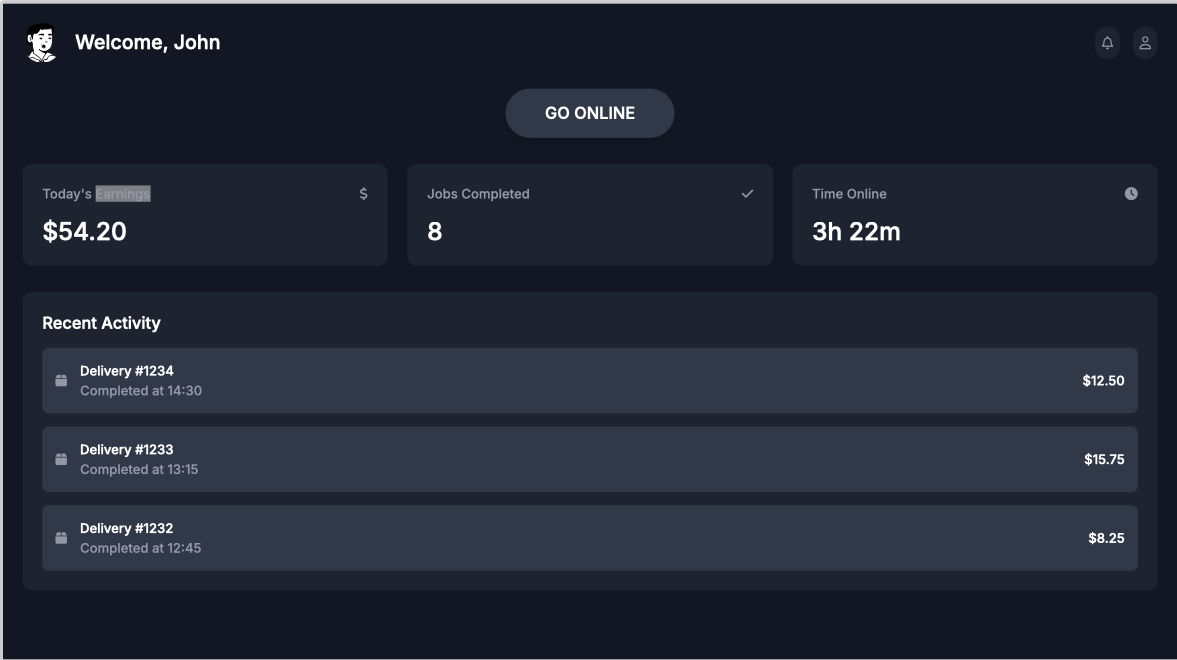 Welcome, John
GO ONLINE
Today's Earnings $
$54.20
Jobs Completed
8
Time Online
3h 22m
Recent Activity
Delivery #1234
Completed at 14:30
$12.50
Delivery #1233
Completed at 13:15
$15.75
Delivery #1232
Completed at 12:45
$8.25